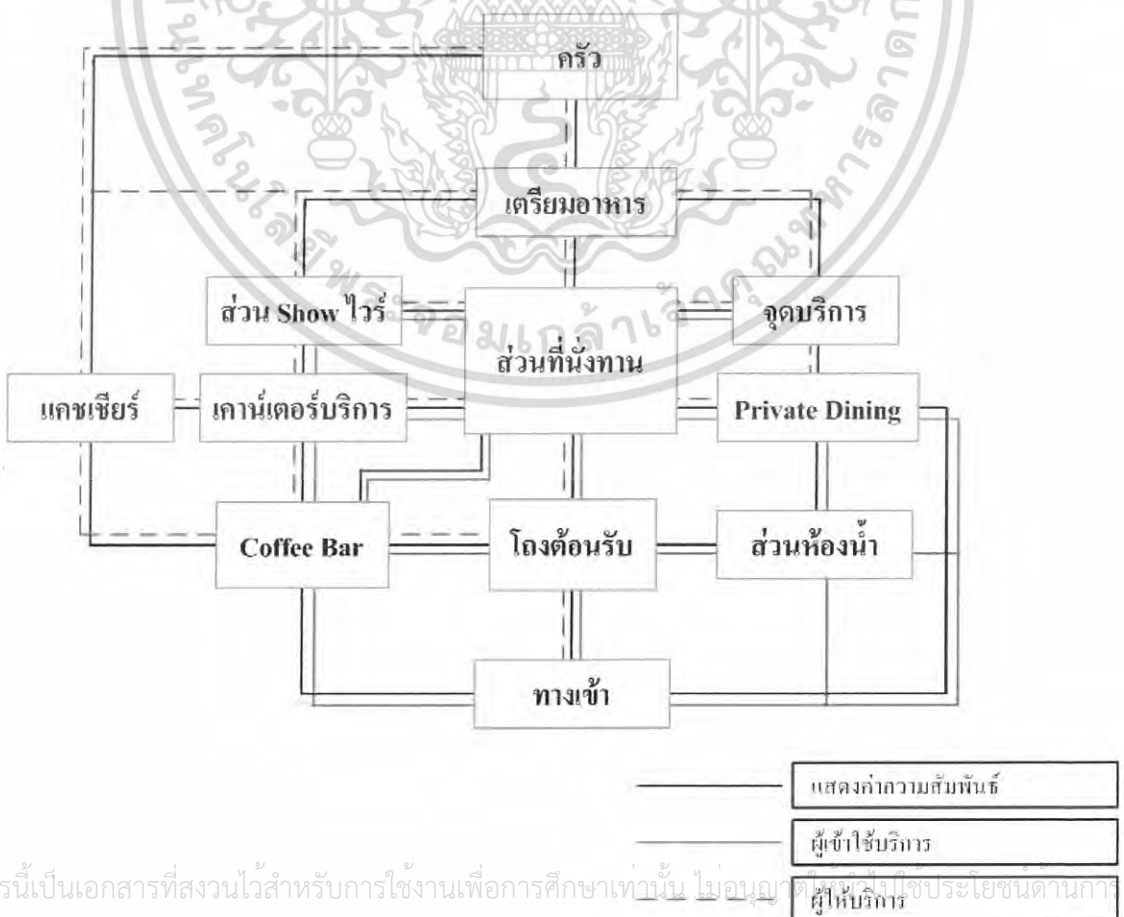 ครัว
เตรียมอาหาร
ส่วน Show ไวร์
ส่วนที่นั่งทาน
จุดบริการ
แคชเชียร์
เคาน์เตอร์บริการ
Private Dining
Coffee Bar
โถงต้อนรับ
ส่วนห้องน้ำ
ทางเข้า
แสดงค่าความสัมพันธ์
ผู้เข้าใช้บริการ
ผู้ให้บริการ
รนี้เป็นเอกสารที่สงวนไว้สำหรับการใช้งานเพื่อการศึกษาเท่านั้น ไม่อนุญาตให้นำไปใช้ประโยชน์ด้านการ